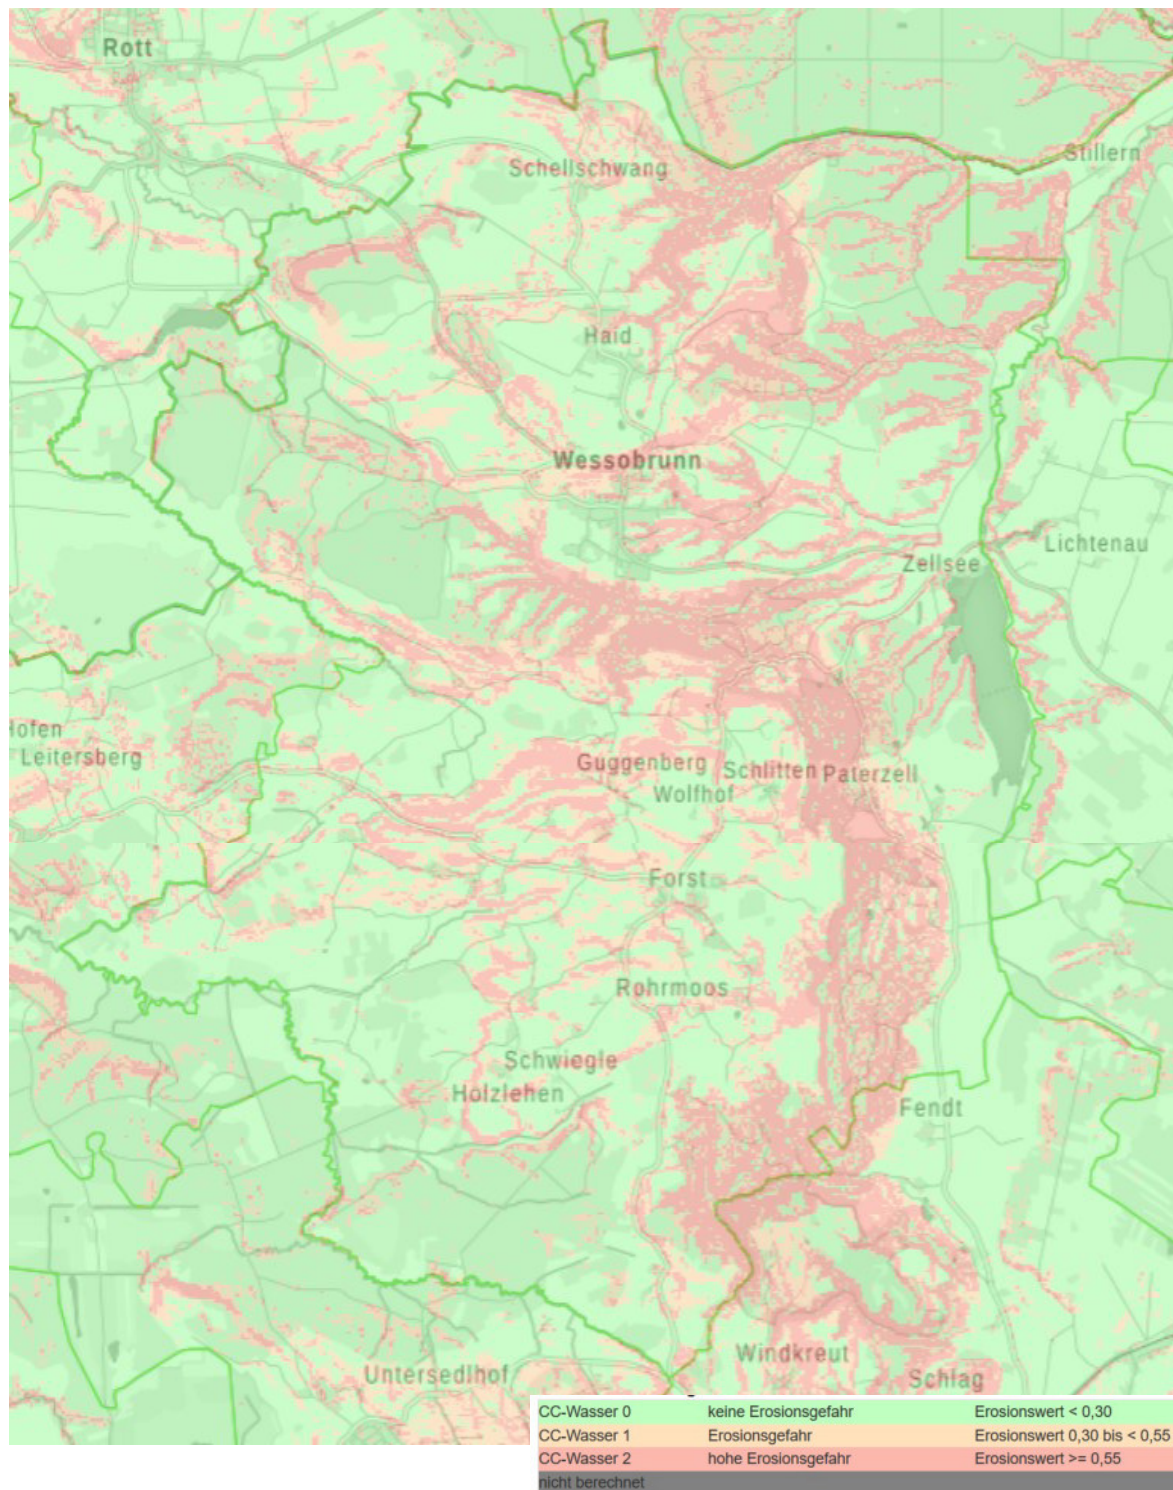 Rott
Schellschwang
Stillern
Haid
Wessobrunn
Lichtenau
Zellsee
Hofen
Leitersberg
Guggenberg
Schlitten
Paterzell
Wolfhof
Forst
Rohrmoos
Schwiegle
Holzlehen
Fendt
Windkreut
Untersedlhof
Schlag
CC-Wasser 0 keine Erosionsgefahr Erosionswert < 0,30
CC-Wasser 1 Erosionsgefahr Erosionswert 0,30 bis < 0,55
CC-Wasser 2 hohe Erosionsgefahr Erosionswert >= 0,55
nicht berechnet